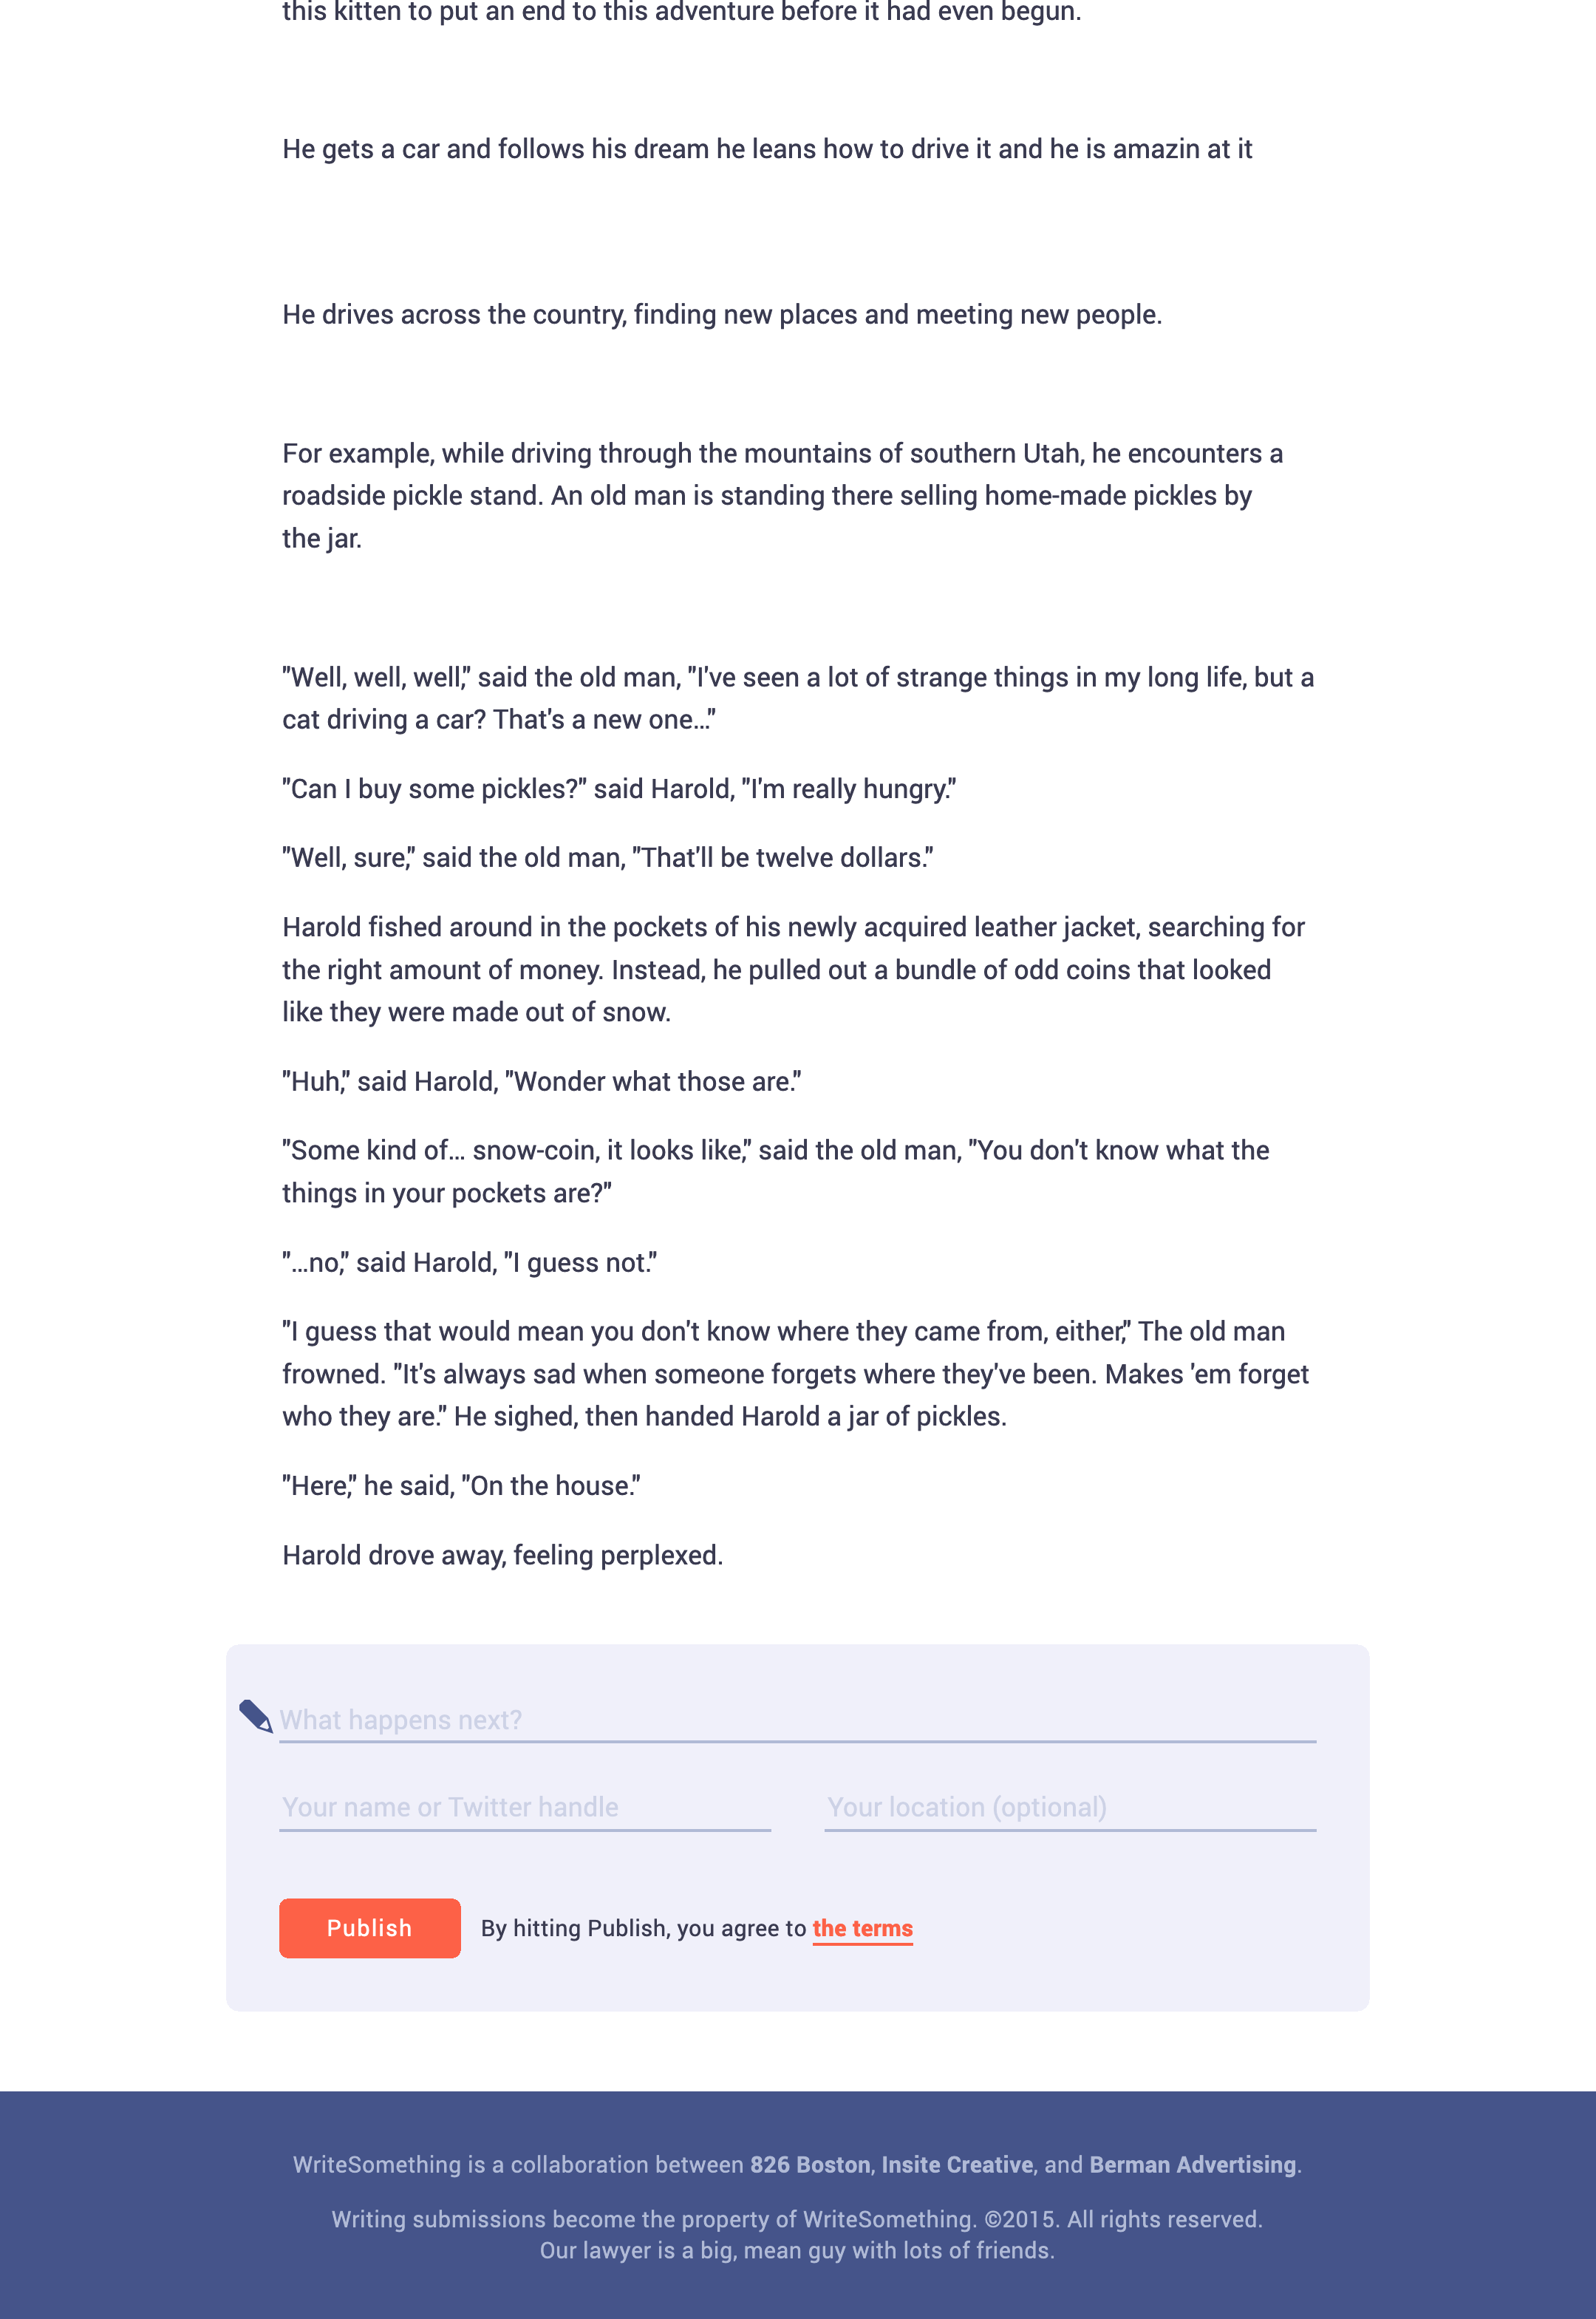 this kitten to put an end to this adventure before it had even begun.
He gets a car and follows his dream he leans how to drive it and he is amazin at it
He drives across the country, finding new places and meeting new people.
For example, while driving through the mountains of southern Utah, he encounters a
roadside pickle stand. An old man is standing there selling home-made pickles by
the jar.
"Well, well, well," said the old man, "I've seen a lot of strange things in my long life, but a
cat driving a car? That's a new one…"
"Can I buy some pickles?" said Harold, "I'm really hungry."
"Well, sure," said the old man, "That'll be twelve dollars."
Harold fished around in the pockets of his newly acquired leather jacket, searching for
the right amount of money. Instead, he pulled out a bundle of odd coins that looked
like they were made out of snow.
"Huh," said Harold, "Wonder what those are."
"Some kind of… snow-coin, it looks like," said the old man, "You don't know what the
things in your pockets are?"
"…no," said Harold, "I guess not."
"I guess that would mean you don't know where they came from, either," The old man
frowned. "It's always sad when someone forgets where they've been. Makes 'em forget
who they are." He sighed, then handed Harold a jar of pickles.
"Here," he said, "On the house."
Harold drove away, feeling perplexed.
What happens next?
Your name or Twitter handle Your location (optional)
Publish By hitting Publish, you agree to the terms
WriteSomething is a collaboration between 826 Boston, Insite Creative, and Berman Advertising.
Writing submissions become the property of WriteSomething. ©2015. All rights reserved.
Our lawyer is a big, mean guy with lots of friends.